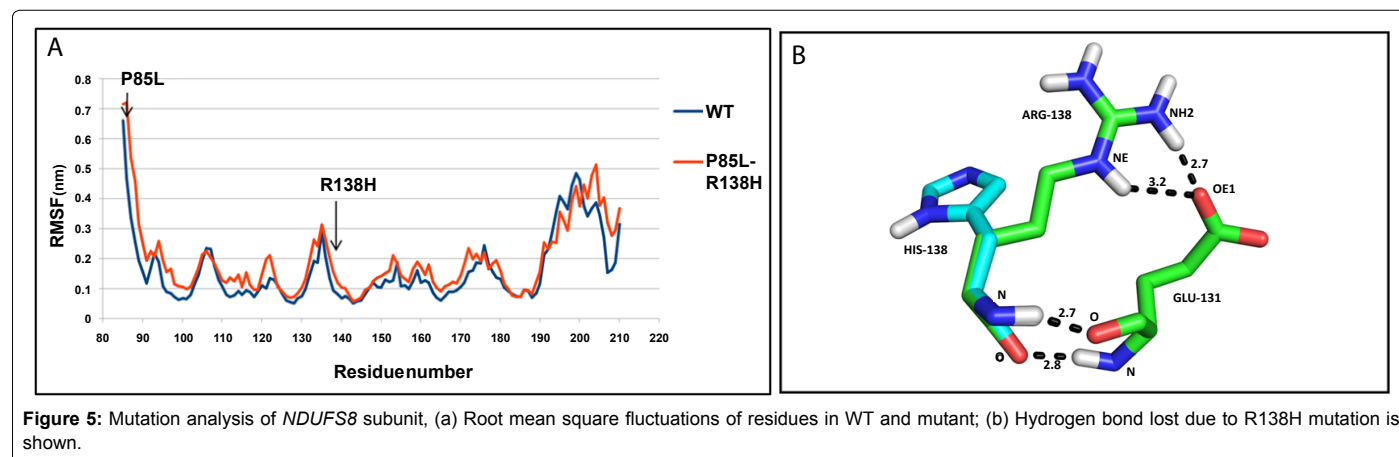 A
P85L
R138H
RMSF(nm)
0.8
0.7
0.6
0.5
0.4
0.3
0.2
0.1
0
80 90 100 110 120 130 140 150 160 170 180 190 200 210 220
Residuenumber
WT
P85L-
R138H
B
ARG-138
NH2
NE
2.7
3.2
OE1
HIS-138
GLU-131
N
2.7
O
O
2.8
N
Figure 5: Mutation analysis of NDUFS8 subunit, (a) Root mean square fluctuations of residues in WT and mutant; (b) Hydrogen bond lost due to R138H mutation is
shown.